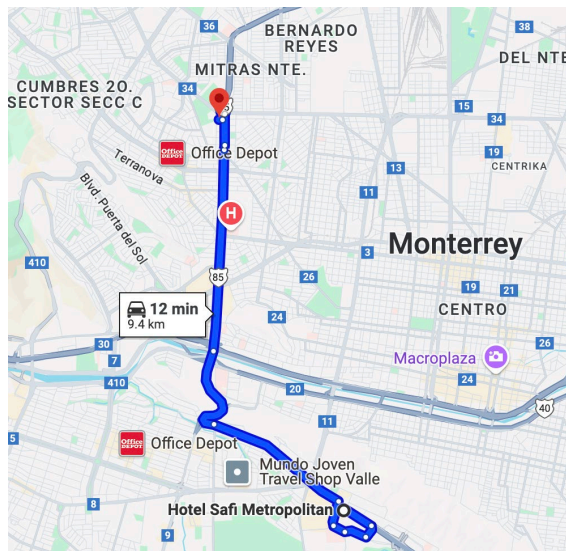 BERNARDO
REYES
36
38
MITRAS NTE.
DEL NTE
CUMBRES 2O.
SECTOR SECC C
34
15
34
Office DEPOT
Office Depot
19
Terranova
13
CENTRIKA
Blvd. Puerta del Sol
11
H
Monterrey
3
410
85
26
19
21
12 min
9.4 km
CENTRO
24
30
7
Macroplaza
26
410
24
20
40
11
5
Office DEPOT
Office Depot
Mundo Joven
Travel Shop Valle
8
Hotel Safi Metropolitan
9